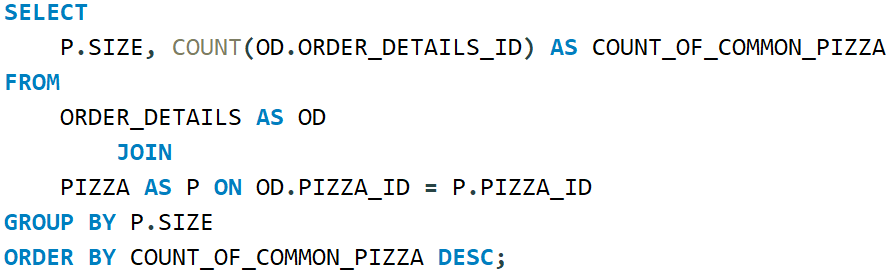 SELECT
P.SIZE, COUNT(OD.ORDER_DETAILS_ID) AS COUNT_OF_COMMON_PIZZA
FROM
ORDER_DETAILS AS OD
JOIN
PIZZA AS P ON OD.PIZZA_ID = P.PIZZA_ID
GROUP BY P.SIZE
ORDER BY COUNT_OF_COMMON_PIZZA DESC;